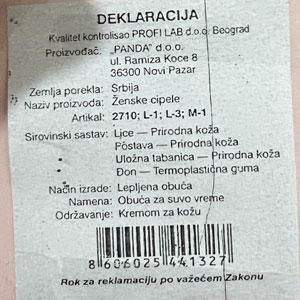 DEKLARACIJA
Kvalitet kontrolisao PROFI LAB d.o.o. Beograd
Proizvođač: „PANDA” d.o.o.
ul. Ramiza Koce 8
36300 Novi Pazar
Zemlja porekla: Srbija
Naziv proizvoda: Ženske cipele
Artikal: 2710; L-1; L-3; M-1
Sirovinski sastav: Ljce — Prirodna koža
Postava — Prirodna koža
Uložna tabanica — Prirodna koža
Đon — Termoplastična guma
Način izrade: Lepljena obuća
Namena: Obuća za suvo vreme
Održavanje: Kremom za kožu
8 606025 441327
Rok za reklamaciju po važećem Zakonu